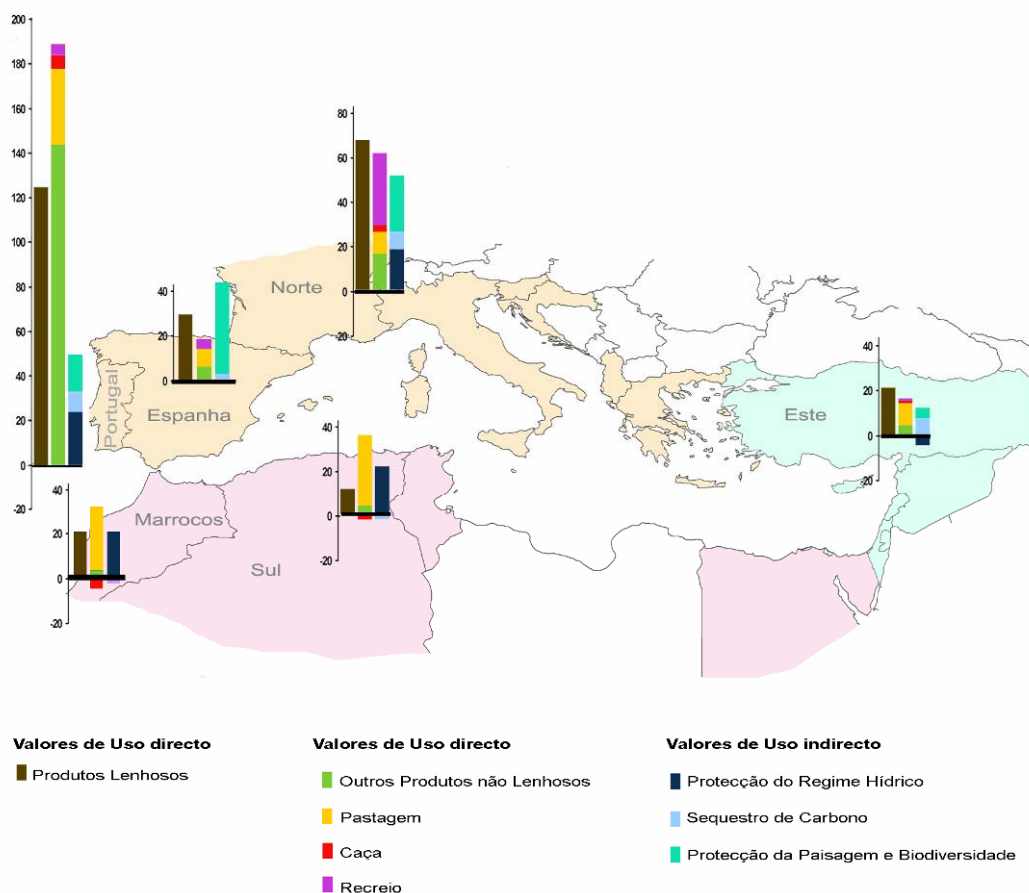 200
180
160
140
120
100
80
60
40
20
0
-20
80
60
40
20
0
-20
40
20
0
40
20
0
-20
40
20
0
-20
40
20
0
-20
Norte
Portugal
Espanha
Este
Marrocos
Sul
Valores de Uso directo
Produtos Lenhosos
Valores de Uso directo
Outros Produtos não Lenhosos
Pastagem
Caça
Recreio
Valores de Uso indirecto
Protecção do Regime Hídrico
Sequestro de Carbono
Protecção da Paisagem e Biodiversidade